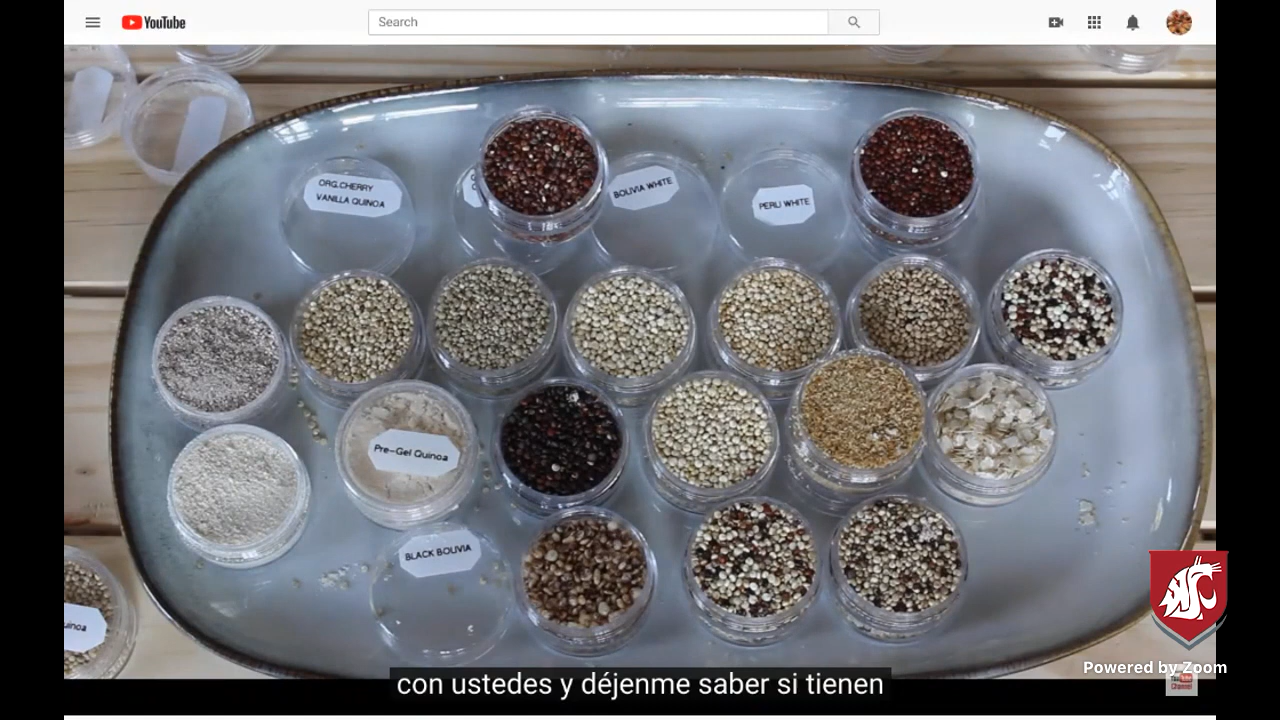 YouTube
Search
ORG.CHERRY
VANILLA QUINOA
BOLIVIA WHITE
PERU WHITE
Pre-Gel Quinoa
BLACK BOLIVIA
con ustedes y déjenme saber si tienen
Powered by Zoom